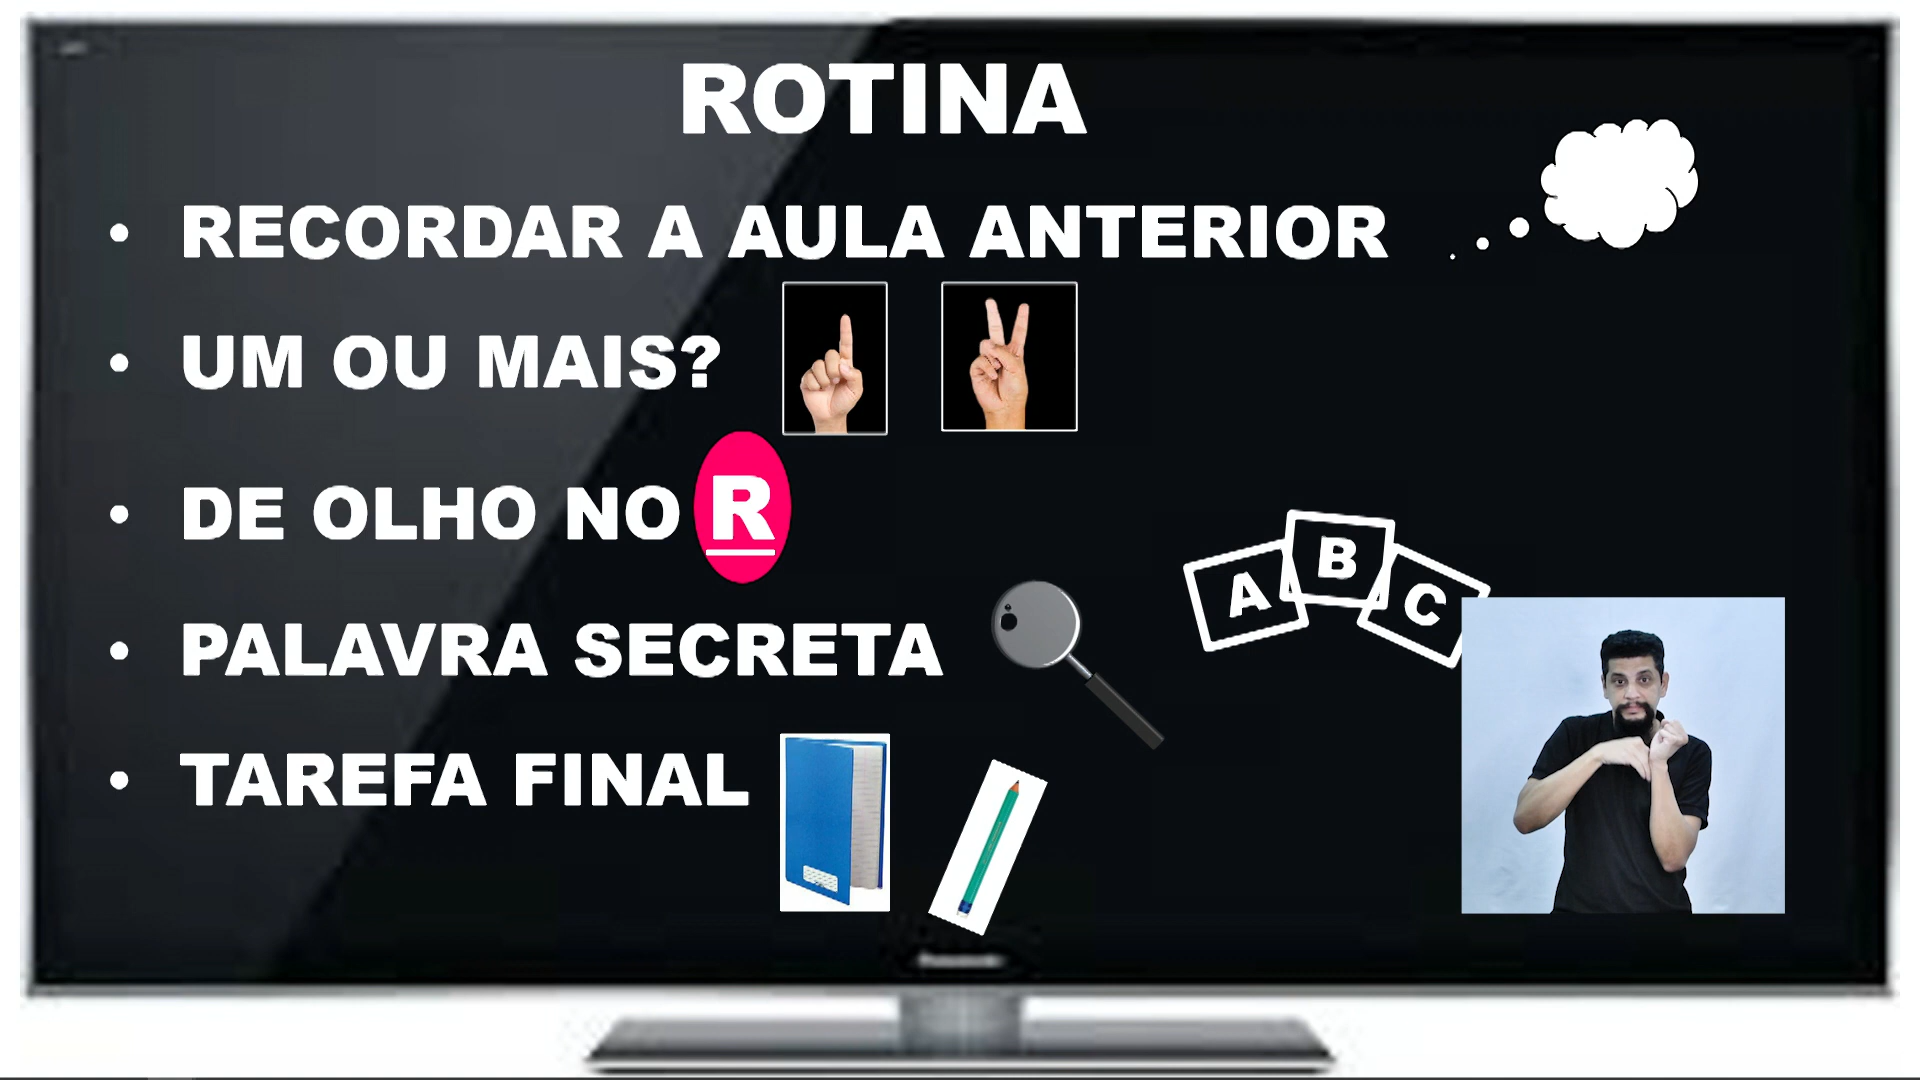 ROTINA
• RECORDAR A AULA ANTERIOR
• UM OU MAIS?
• DE OLHO NO R
• PALAVRA SECRETA
A B C
• TAREFA FINAL